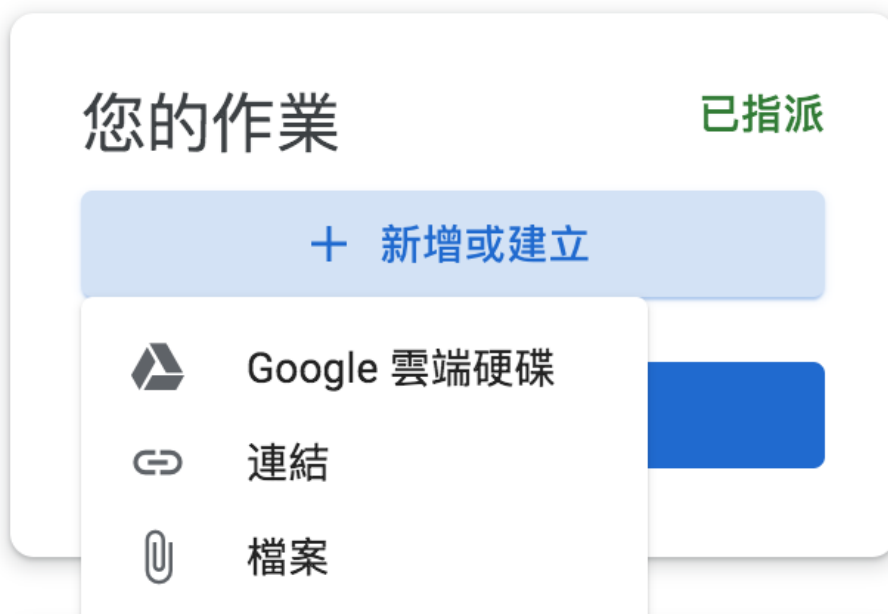 您的作業
已指派
+ 新增或建立
Google 雲端硬碟
連結
檔案